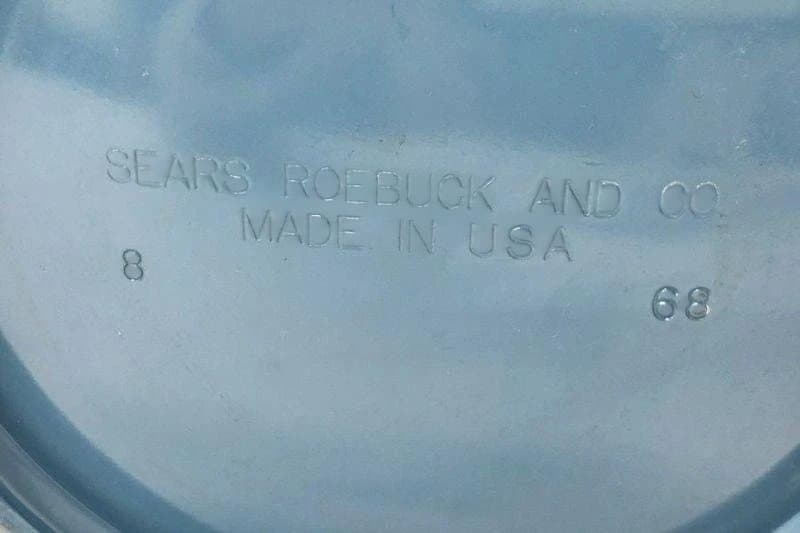 SEARS ROEBUCK AND CO.
MADE IN USA
8 68